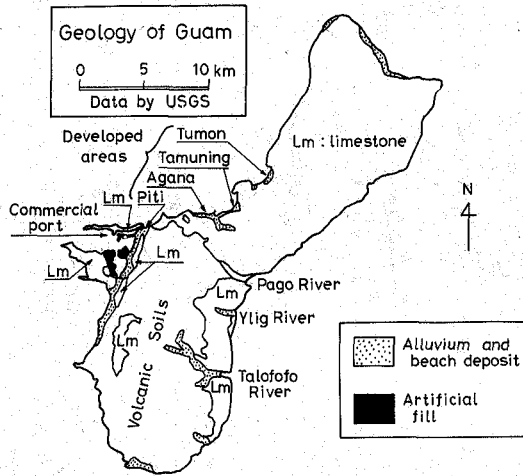 Geology of Guam
0 5 10 km
Data by USGS
Developed
areas
Tumon
Tamuning
Agana
Lm : limestone
Lm Piti
Commercial
port
N
Lm
Lm
Lm
Pago River
Ylig River
Lm
Volcanic Soils
Talofofo
River
Lm
Alluvium and
beach deposit
Artificial
fill